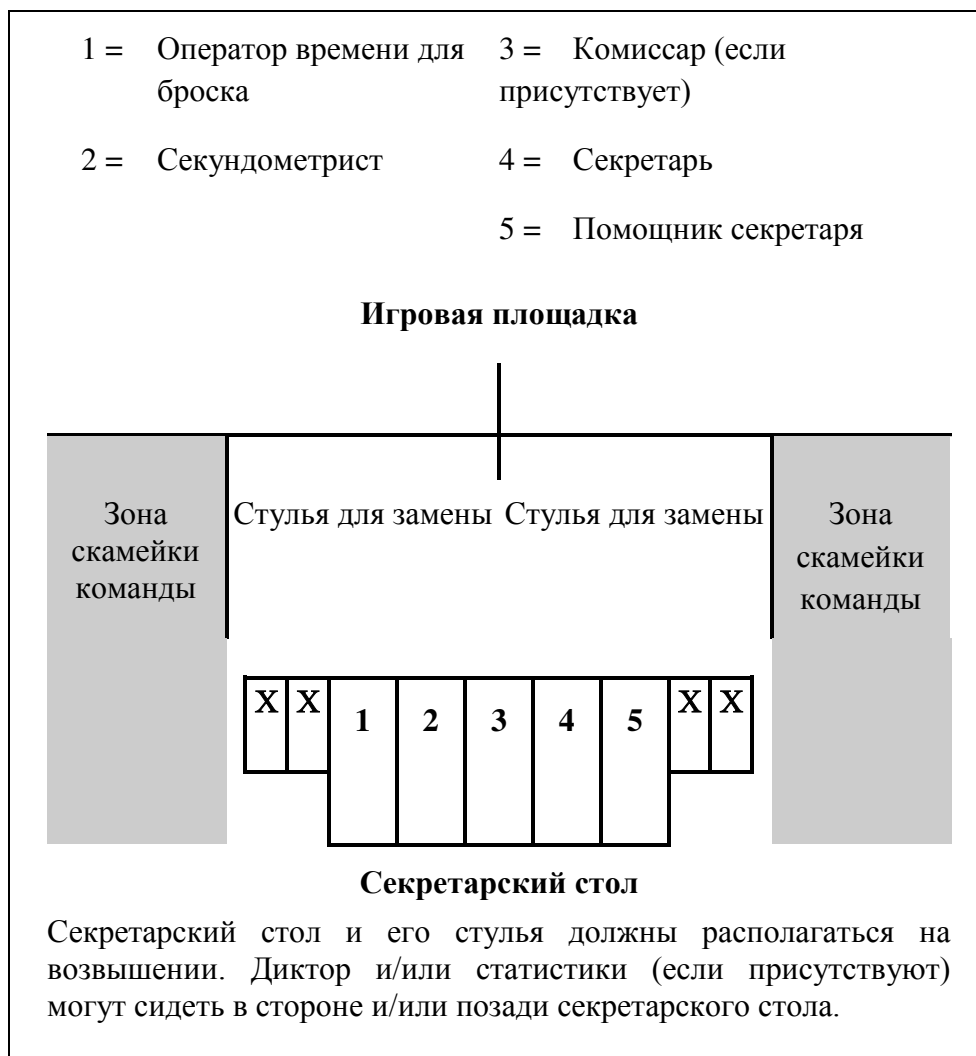 1 = Оператор времени для броска
3 = Комиссар (если присутствует)
2 = Секундометрист
4 = Секретарь
5 = Помощник секретаря
Игровая площадка
Зона
скамейки
команды
Стулья для замены Стулья для замены
Зона
скамейки
команды
X X 1 2 3 4 5 X X
Секретарский стол
Секретарский стол и его стулья должны располагаться на
возвышении. Диктор и/или статистики (если присутствуют)
могут сидеть в стороне и/или позади секретарского стола.